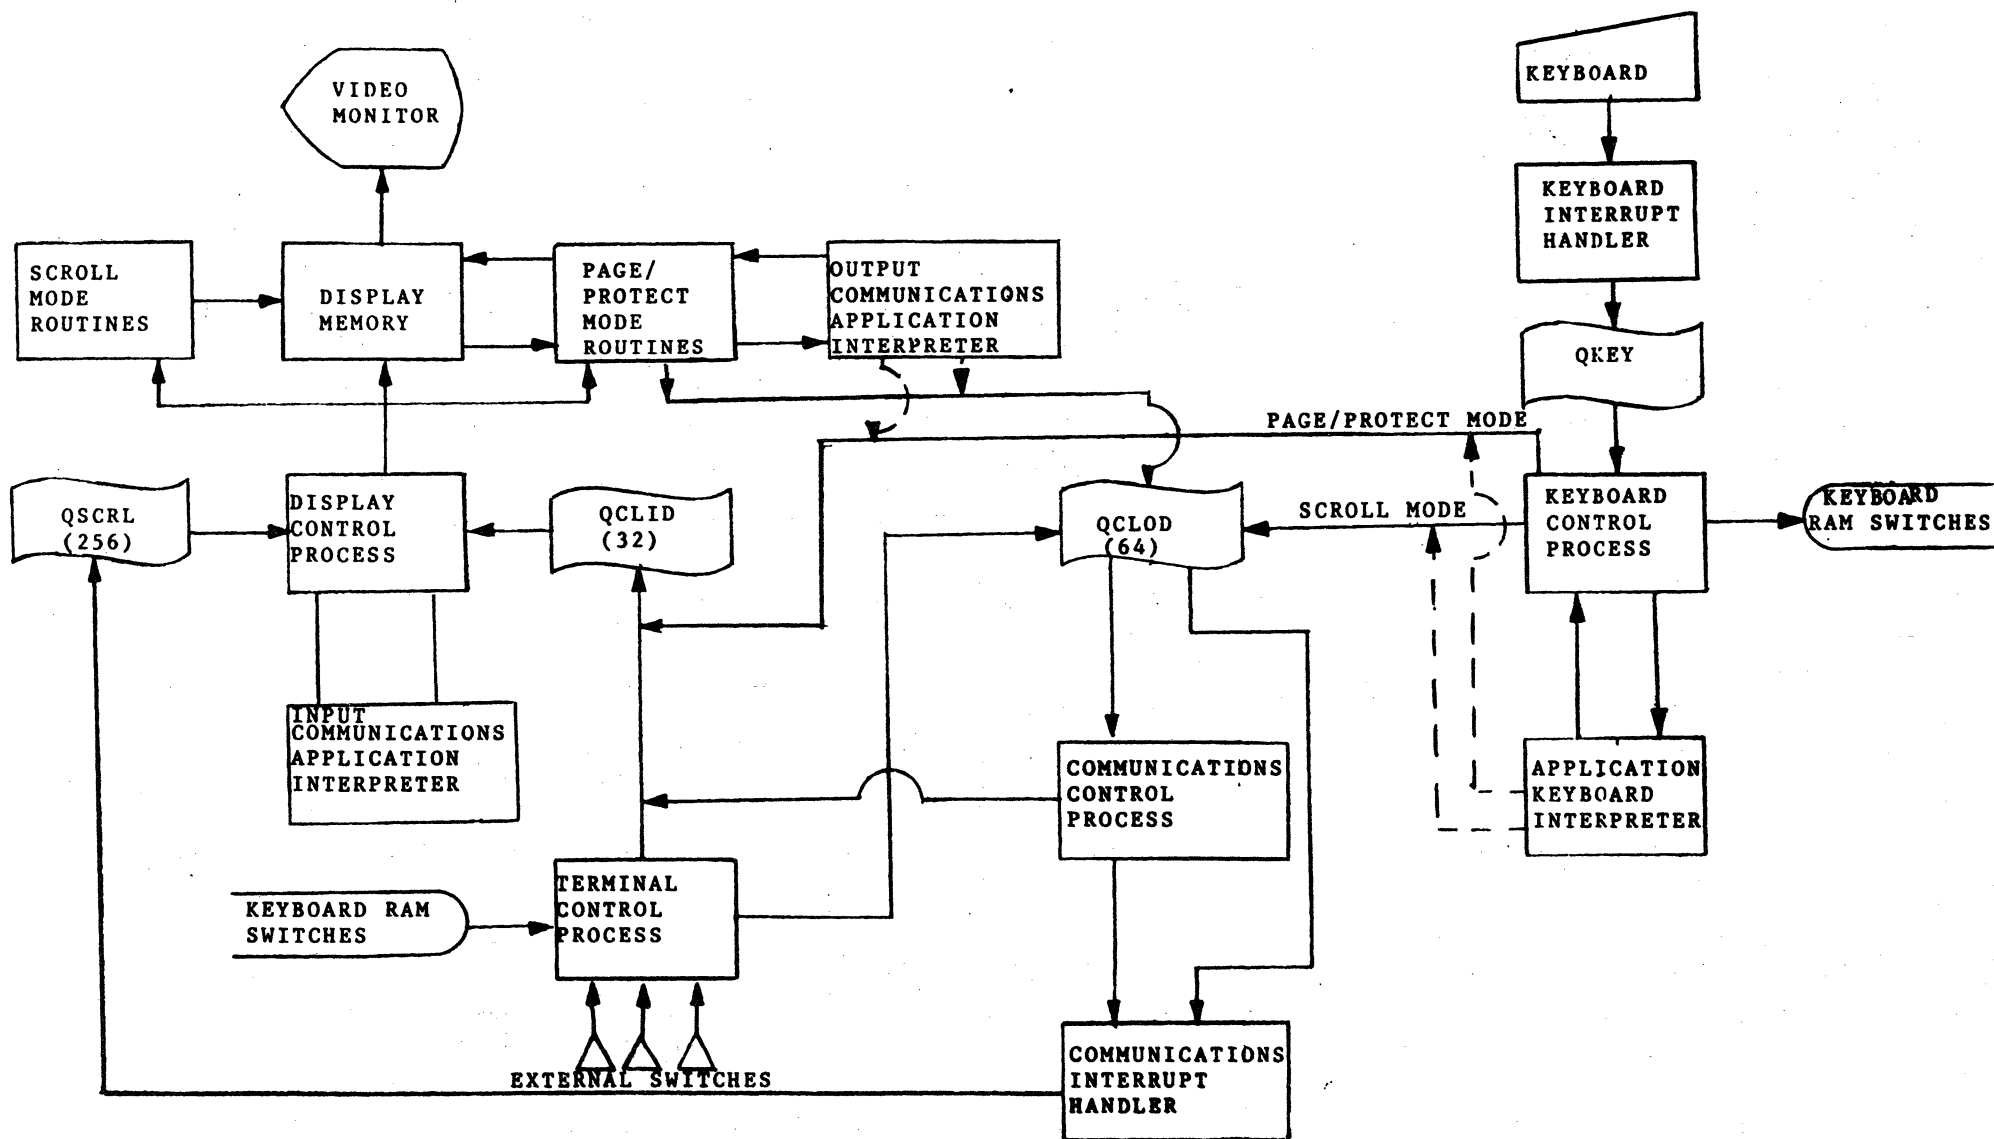 VIDEO
MONITOR
KEYBOARD
KEYBOARD
INTERRUPT
HANDLER
SCROLL
MODE
ROUTINES
DISPLAY
MEMORY
PAGE/
PROTECT
MODE
ROUTINES
OUTPUT
COMMUNICATIONS
APPLICATION
INTERPRETER
QKEY
PAGE/PROTECT MODE
QSCRL
(256)
DISPLAY
CONTROL
PROCESS
QCLID
(32)
QCLOD
(64)
SCROLL MODE
KEYBOARD
CONTROL
PROCESS
KEYBOARD
RAM SWITCHES
INPUT
COMMUNICATIONS
APPLICATION
INTERPRETER
COMMUNICATIONS
CONTROL
PROCESS
APPLICATION
KEYBOARD
INTERPRETER
KEYBOARD RAM
SWITCHES
TERMINAL
CONTROL
PROCESS
EXTERNAL SWITCHES
COMMUNICATIONS
INTERRUPT
HANDLER